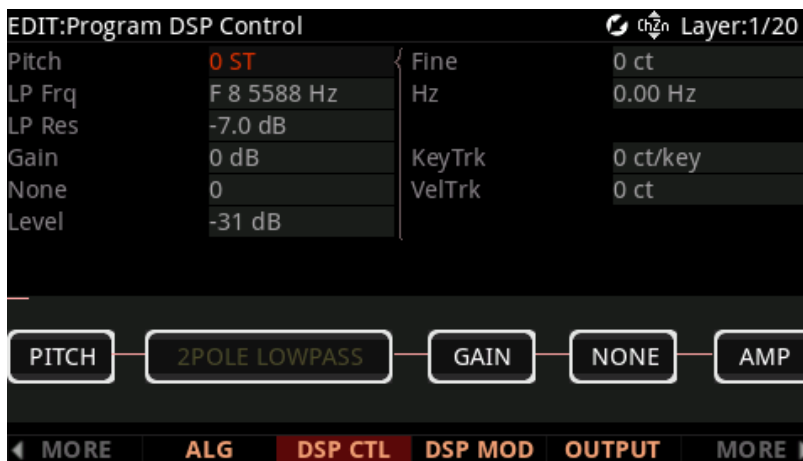 EDIT:Program DSP Control ChZn Layer:1/20
Pitch 0 ST Fine 0 ct
LP Frq F 8 5588 Hz Hz 0.00 Hz
LP Res -7.0 dB
Gain 0 dB KeyTrk 0 ct/key
None 0 VelTrk 0 ct
Level -31 dB
PITCH 2POLE LOWPASS GAIN NONE AMP
MORE ALG DSP CTL DSP MOD OUTPUT MORE